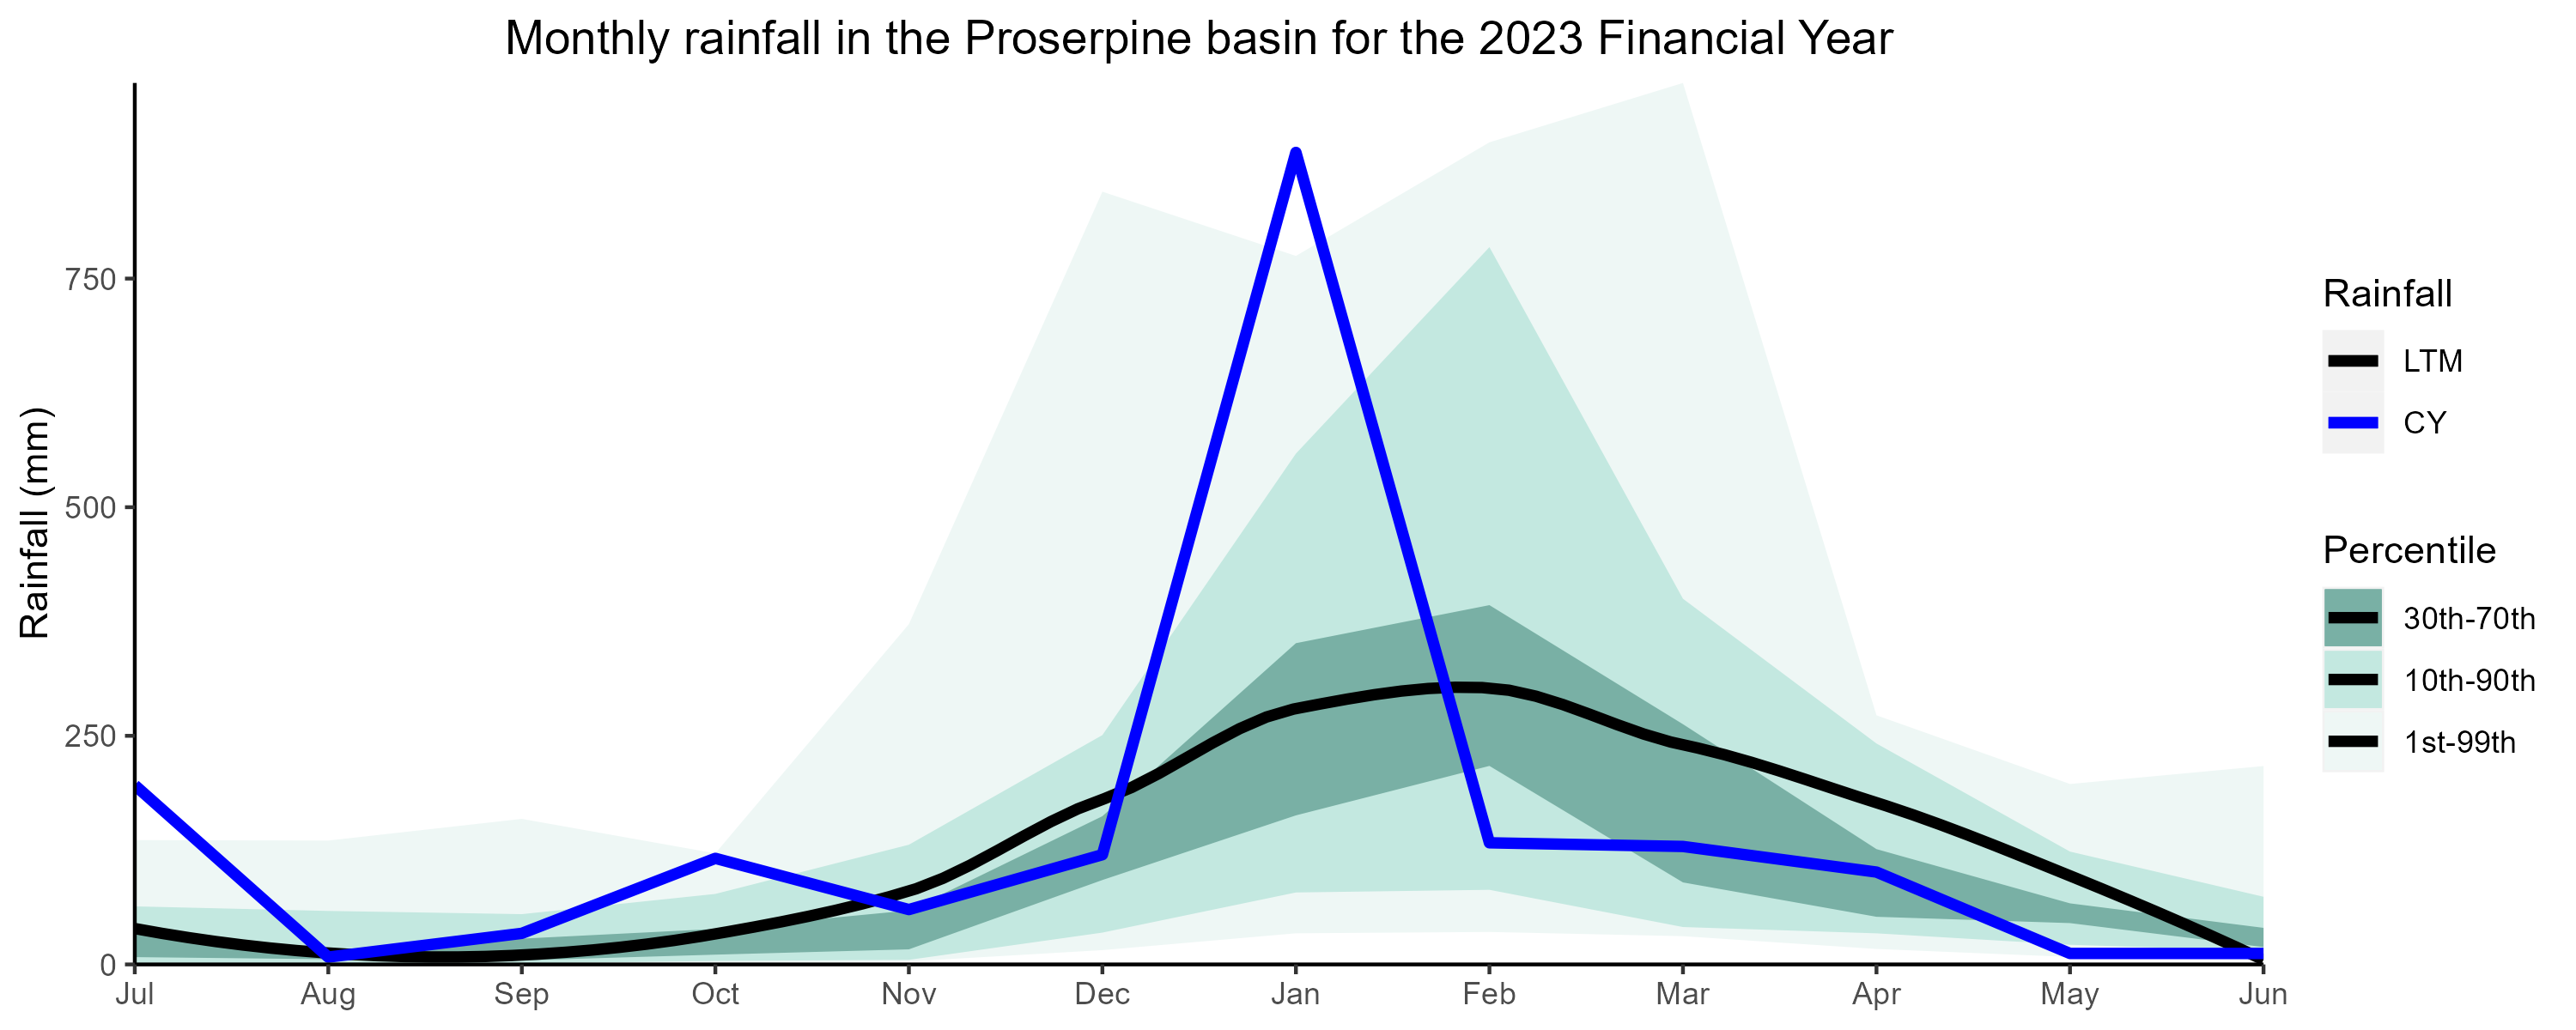 Monthly rainfall in the Proserpine basin for the 2023 Financial Year
Rainfall (mm)
750
500
250
0
Jul Aug Sep Oct Nov Dec Jan Feb Mar Apr May Jun
Rainfall
LTM
CY
Percentile
30th-70th
10th-90th
1st-99th